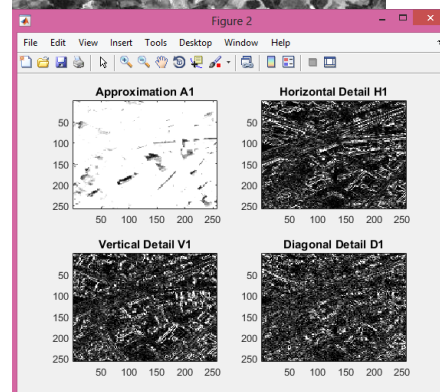 Figure 2
File Edit View Insert Tools Desktop Window Help
Approximation A1
50
100
150
200
250
50 100 150 200 250
Horizontal Detail H1
50
100
150
200
250
50 100 150 200 250
Vertical Detail V1
50
100
150
200
250
50 100 150 200 250
Diagonal Detail D1
50
100
150
200
250
50 100 150 200 250